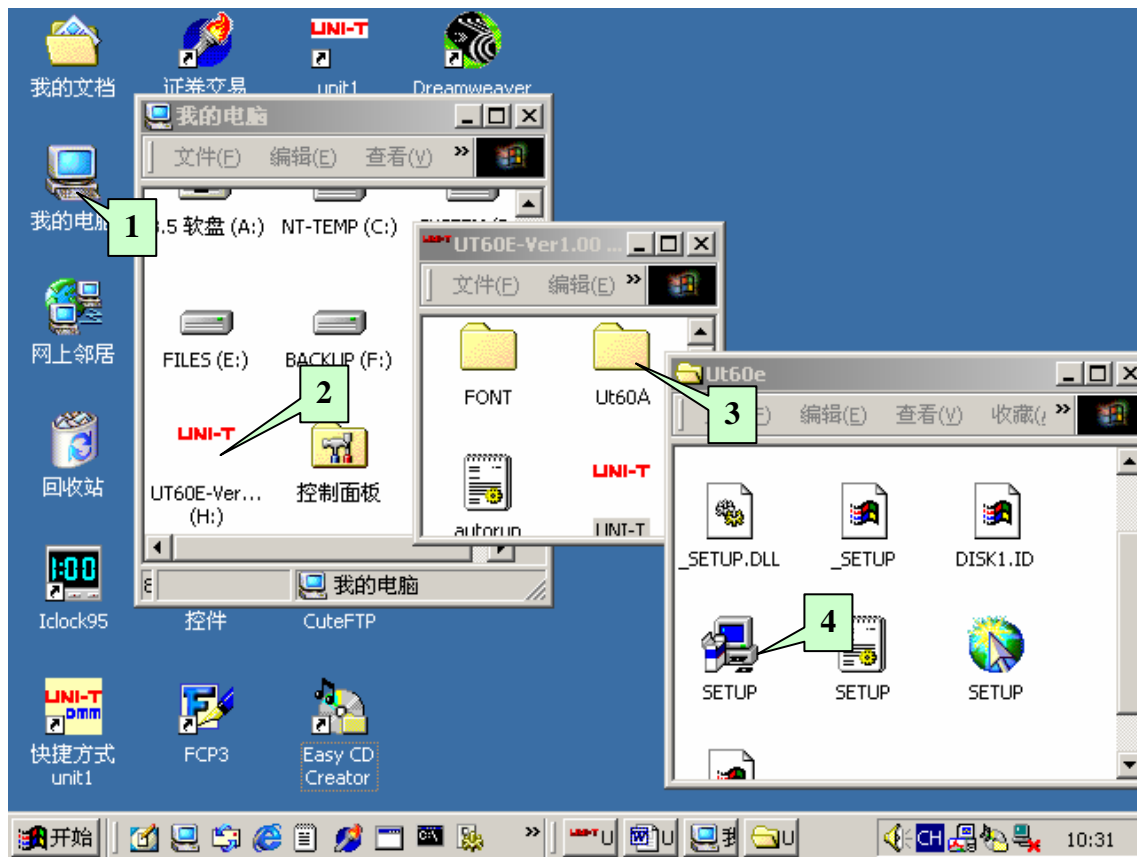 我的文档
证券交易
UNI-T
unit1
Dreamweaver
我的电脑
文件(F)
编辑(E)
查看(V)
»
我的电脑
1
3.5 软盘 (A:)
NT-TEMP (C:)
UT60E-Ver1.00 ...
文件(F)
编辑(E)
»
网上邻居
FILES (E:)
BACKUP (F:)
2
FONT
Ut60A
3
Ut60e
编辑(E)
查看(V)
收藏(
»
UNI-T
UT60E-Ver...
(H:)
控制面板
autorun
UNI-T
UNI-T
回收站
_SETUP.DLL
_SETUP
DISK1.ID
我的电脑
Iclock95
控件
CuteFTP
4
SETUP
SETUP
SETUP
UNI-T
DMM
快捷方式
unit1
FCP3
Easy CD
Creator
开始
»
U
U
我
U
CH
10:31